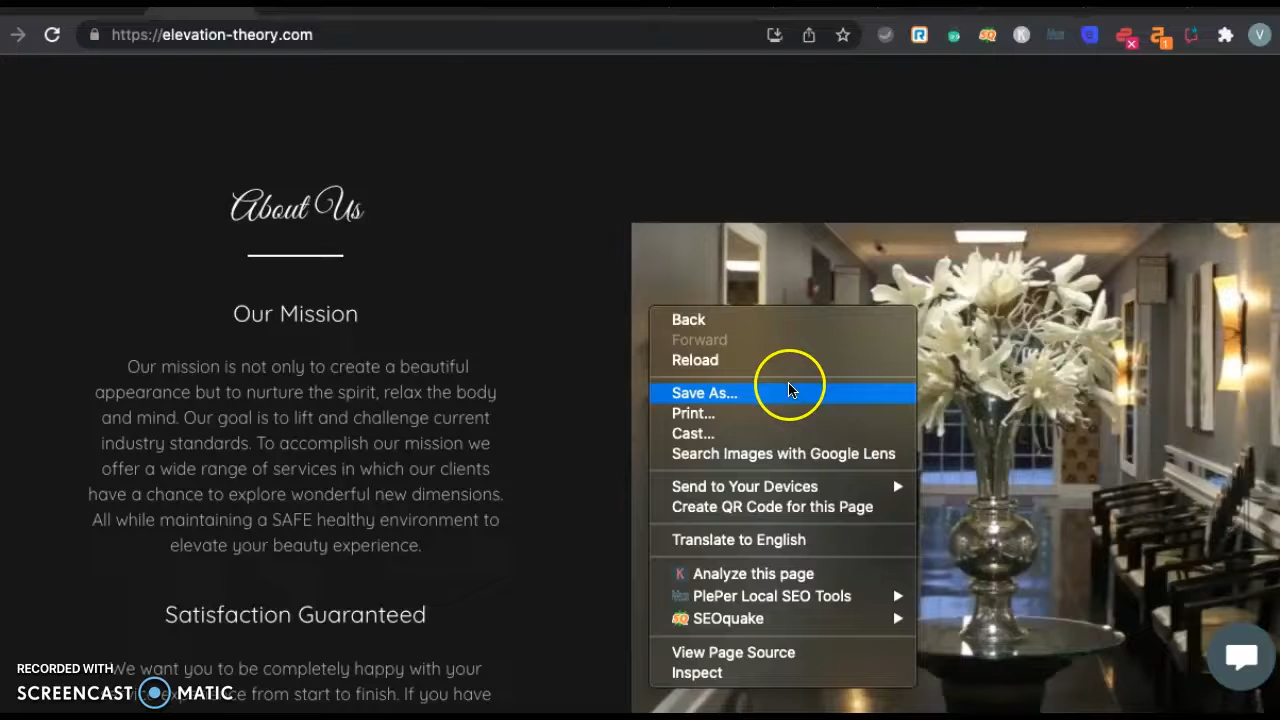 https://elevation-theory.com
About Us
Our Mission
Our mission is not only to create a beautiful
appearance but to nurture the spirit, relax the body
and mind. Our goal is to lift and challenge current
industry standards. To accomplish our mission we
offer a wide range of services in which our clients
have a chance to explore wonderful new dimensions.
All while maintaining a SAFE healthy environment to
elevate your beauty experience.
Satisfaction Guaranteed
We want you to be completely happy with your
from start to finish. If you have
Back
Forward
Reload
Save As...
Print...
Cast...
Search Images with Google Lens
Send to Your Devices
Create QR Code for this Page
Translate to English
K Analyze this page
PlePer Local SEO Tools
SQ SEOquake
View Page Source
Inspect
RECORDED WITH
SCREENCAST MATIC
R
SQ
K
1
V